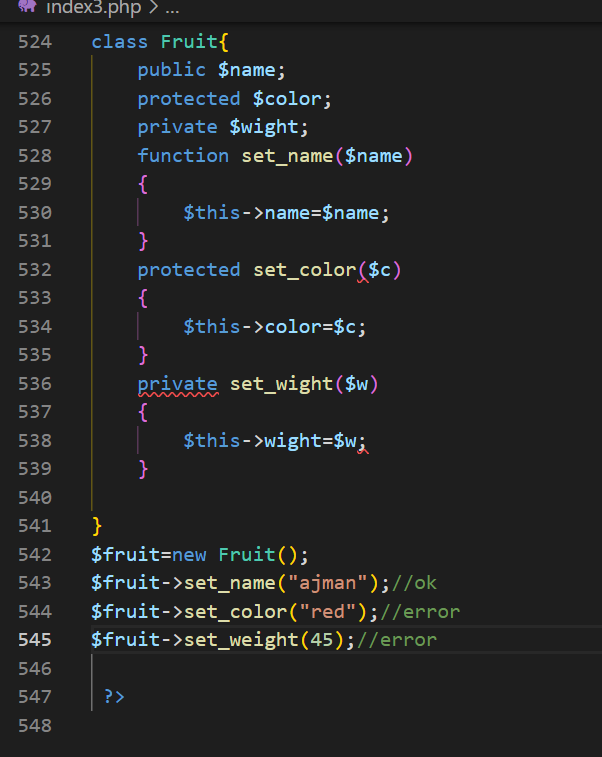 index3.php > ...
524 class Fruit{
525 public $name;
526 protected $color;
527 private $wight;
528 function set_name($name)
529 {
530 $this->name=$name;
531 }
532 protected set_color($c)
533 {
534 $this->color=$c;
535 }
536 private set_wight($w)
537 {
538 $this->wight=$w;
539 }
540
541 }
542 $fruit=new Fruit();
543 $fruit->set_name("ajman");//ok
544 $fruit->set_color("red");//error
545 $fruit->set_weight(45);//error
546
547 ?>
548